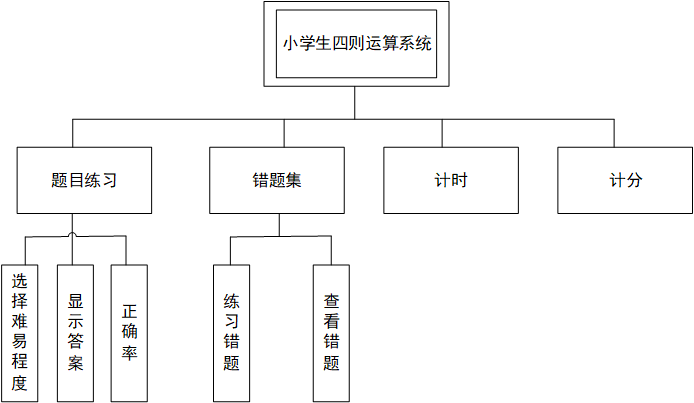 小学生四则运算系统
题目练习
错题集
计时
计分
选择难易程度
显示答案
正确率
练习错题
查看错题